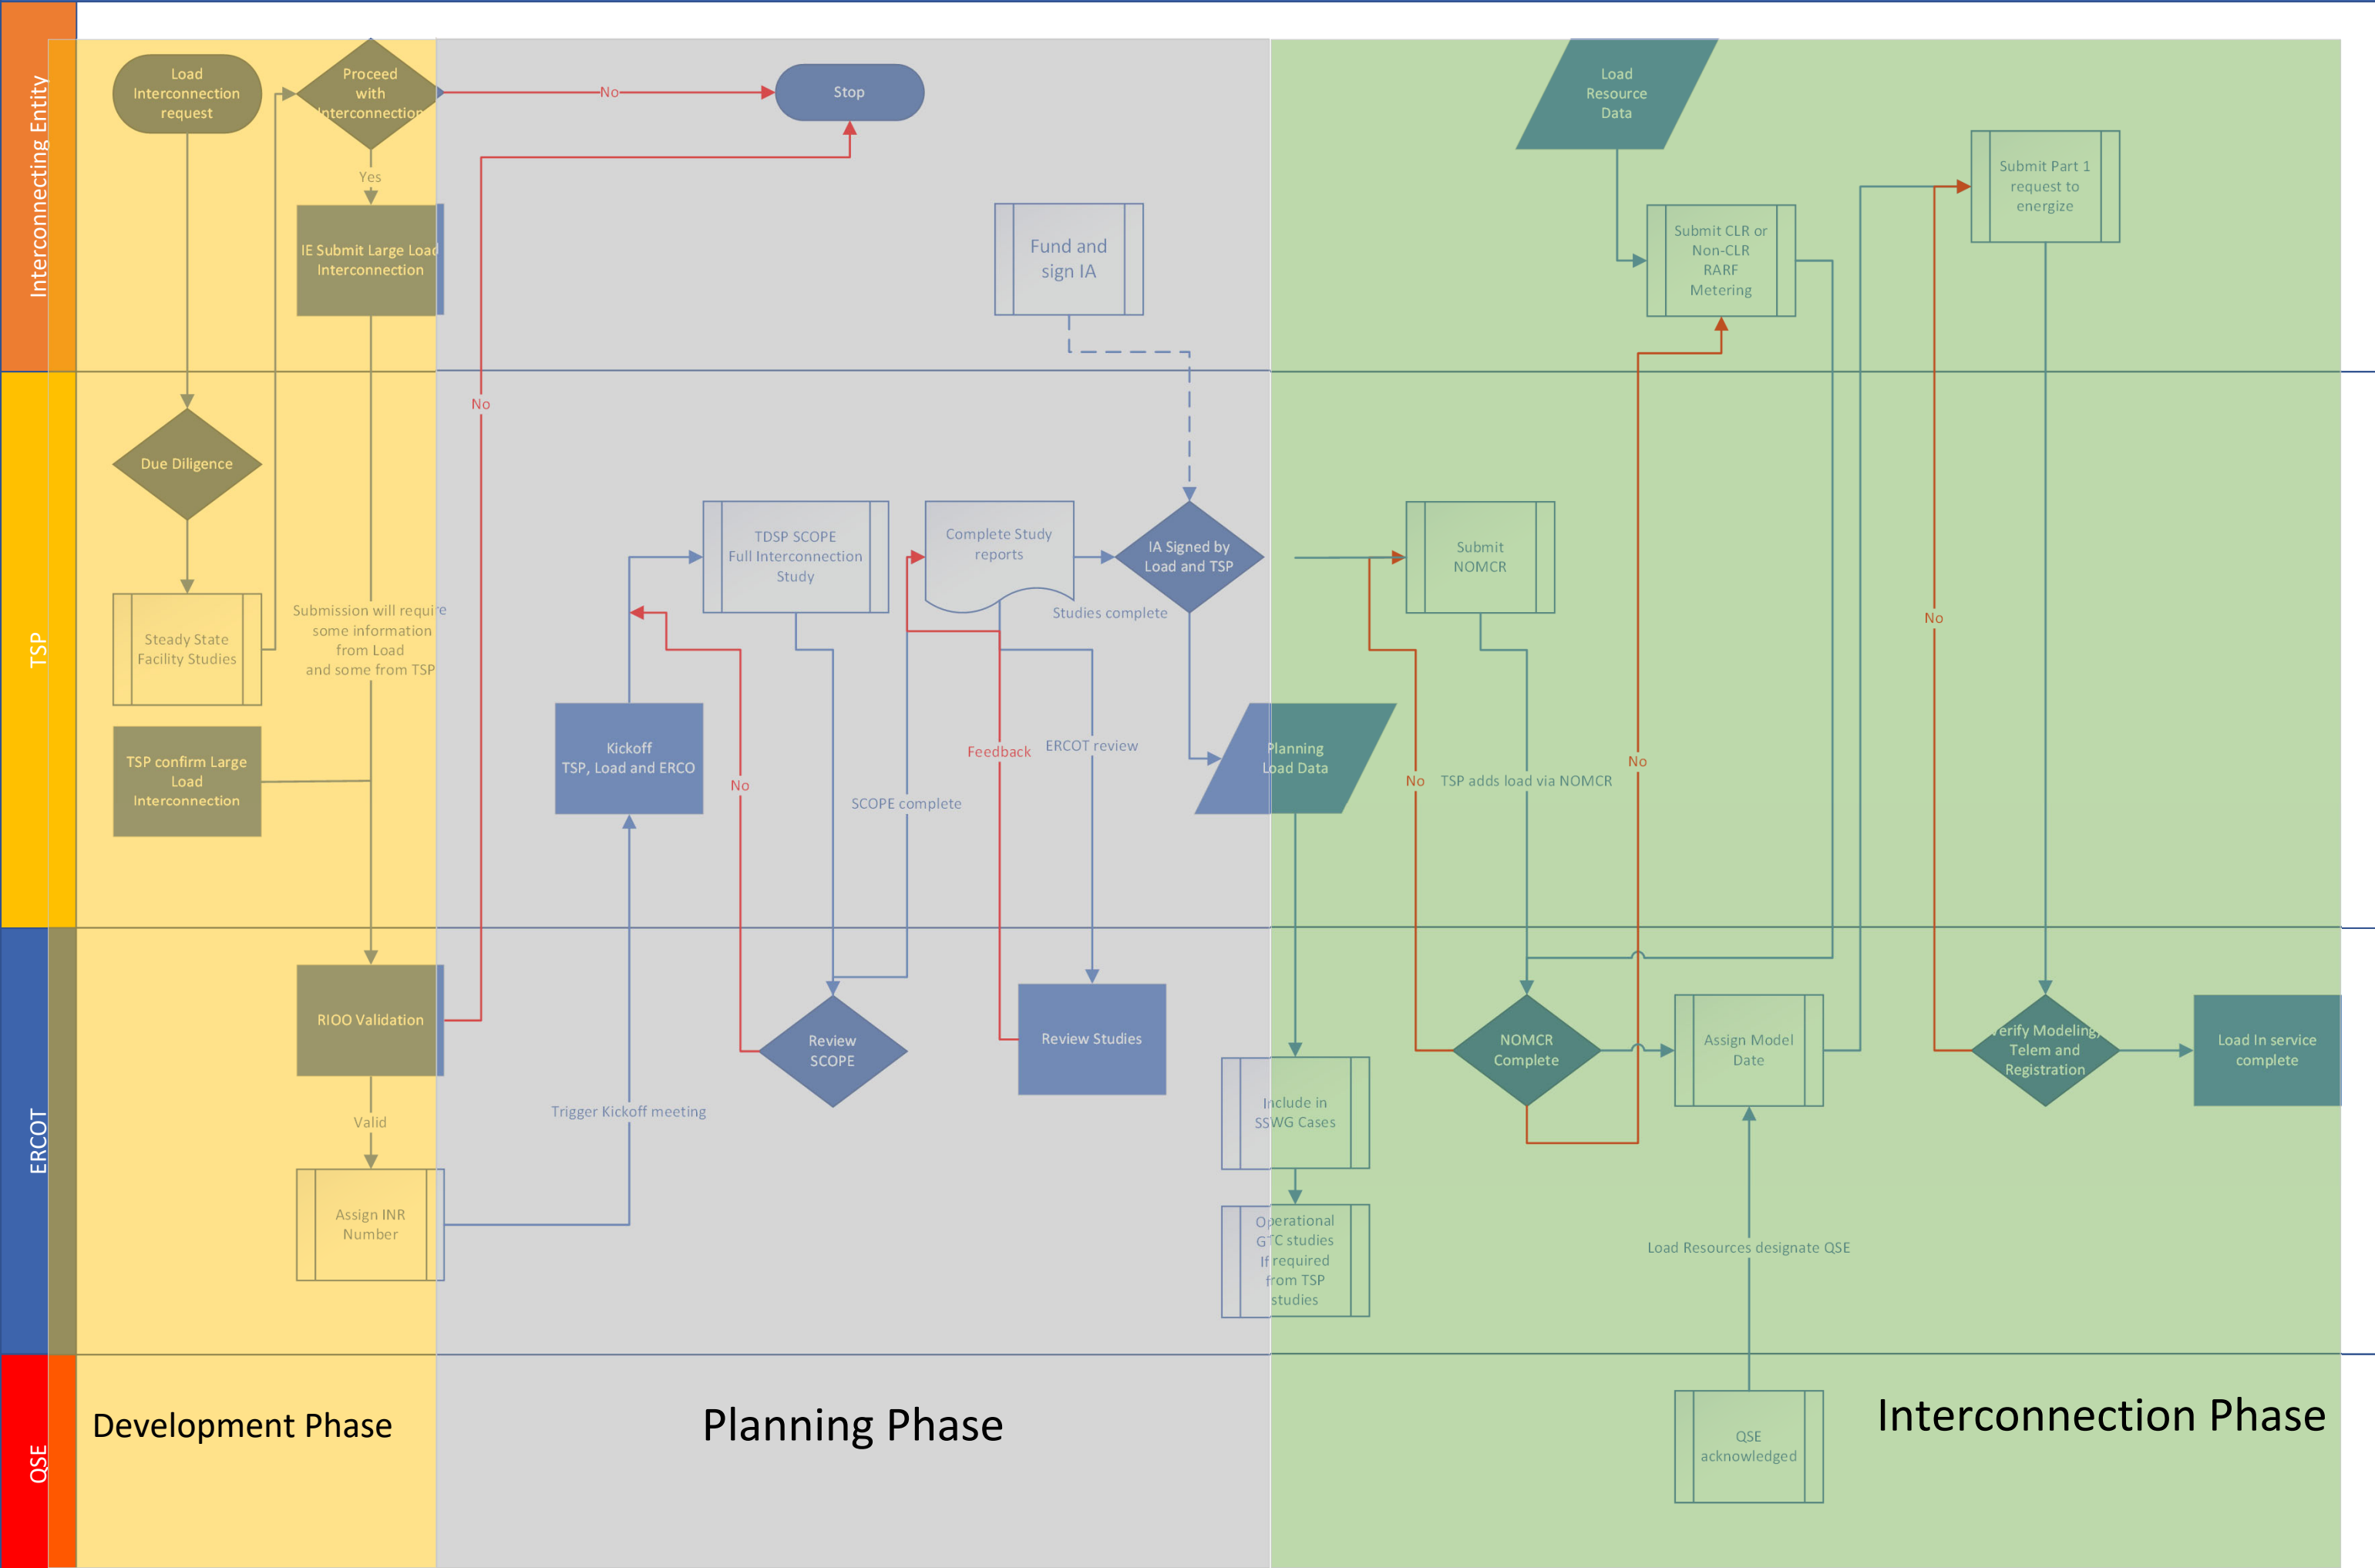 Interconnecting Entity
Load
Interconnection
request
Proceed
with
Interconnection
No
Stop
Yes
IE Submit Large Load
Interconnection
Fund and
sign IA
Load
Resource
Data
Submit CLR or
Non-CLR
RARF
Metering
Submit Part 1
request to
energize
TSP
Due Diligence
Steady State
Facility Studies
TSP confirm Large
Load
Interconnection
Submission will require
some information
from Load
and some from TSP
No
Kickoff
TSP, Load and ERCO
TDSP SCOPE
Full Interconnection
Study
No
SCOPE complete
Complete Study
reports
Feedback
ERCOT review
Studies complete
IA Signed by
Load and TSP
Planning
Load Data
Submit
NOMCR
No
TSP adds load via NOMCR
No
No
ERCOT
RIOO Validation
Valid
Assign INR
Number
Trigger Kickoff meeting
Review
SCOPE
Review Studies
Include in
SSWG Cases
Operational
GTC studies
If required
from TSP
studies
NOMCR
Complete
Assign Model
Date
Load Resources designate QSE
Verify Modeling,
Telem and
Registration
Load In service
complete
QSE
Development Phase
Planning Phase
QSE
acknowledged
Interconnection Phase